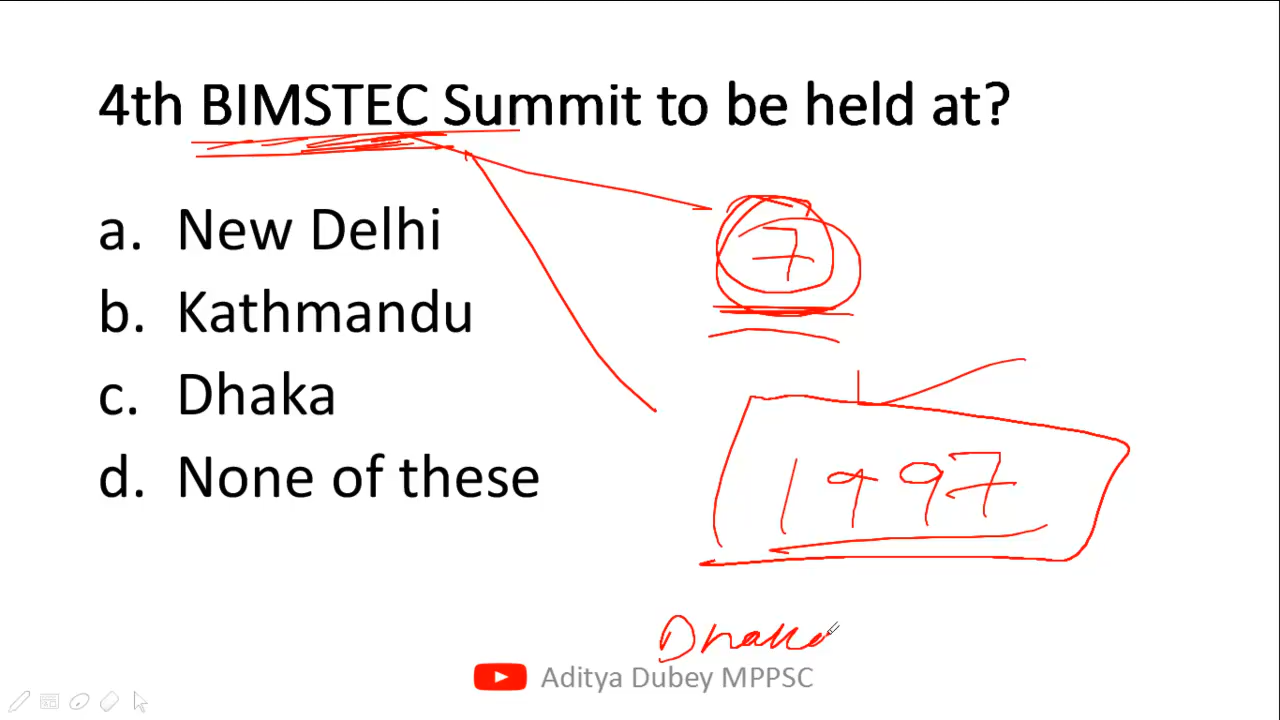 4th BIMSTEC Summit to be held at?
a. New Delhi
7
b. Kathmandu
c. Dhaka
1997
d. None of these
Dhaka
Aditya Dubey MPPSC